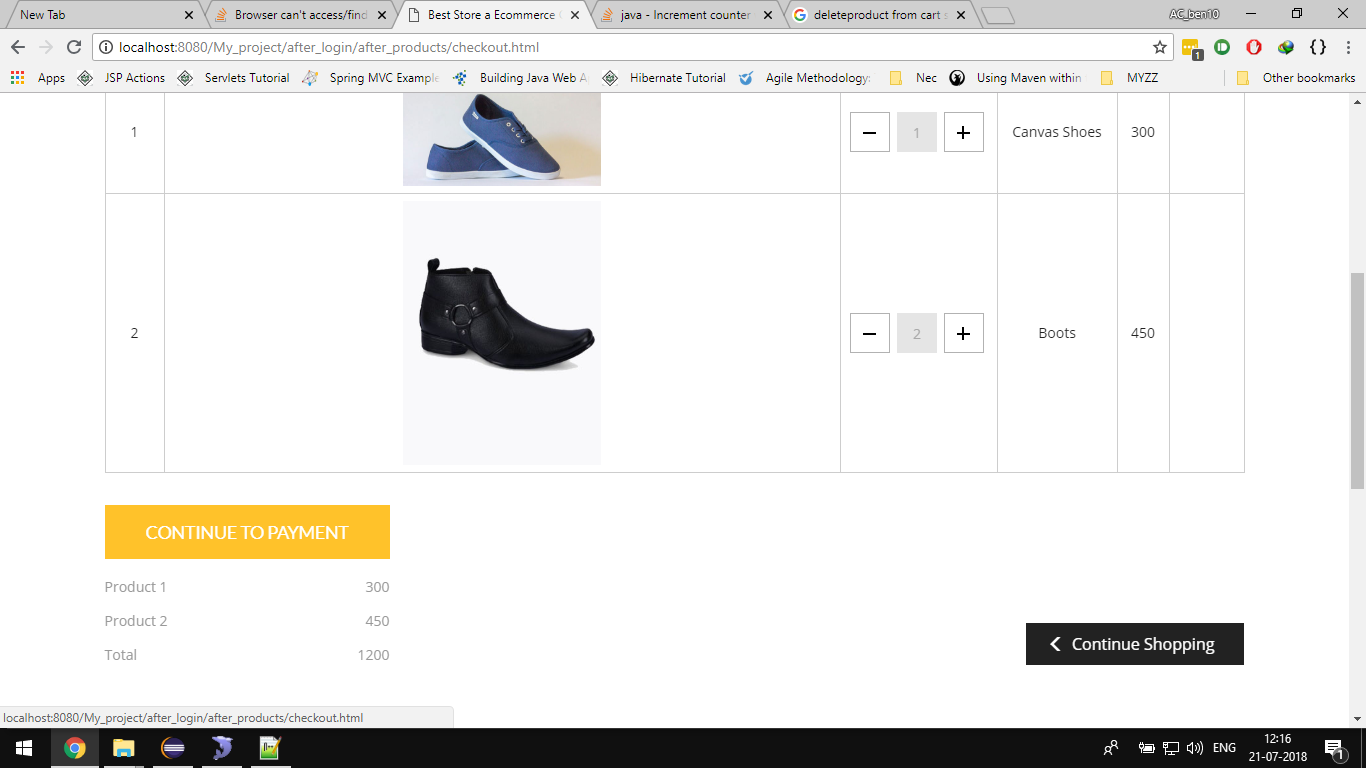 New Tab
Browser can't access/find
Best Store a Ecommerce
java - Increment counter
deleteproduct from cart s
AC_ben10
localhost:8080/My_project/after_login/after_products/checkout.html
1
Apps
JSP Actions
Servlets Tutorial
Spring MVC Example
Building Java Web A
Hibernate Tutorial
Agile Methodology:
Nec
Using Maven within
MYZZ
Other bookmarks
1
1
Canvas Shoes
300
2
2
Boots
450
CONTINUE TO PAYMENT
Product 1 300
Product 2 450
Total 1200
Continue Shopping
localhost:8080/My_project/after_login/after_products/checkout.html
ENG
12:16
21-07-2018
1